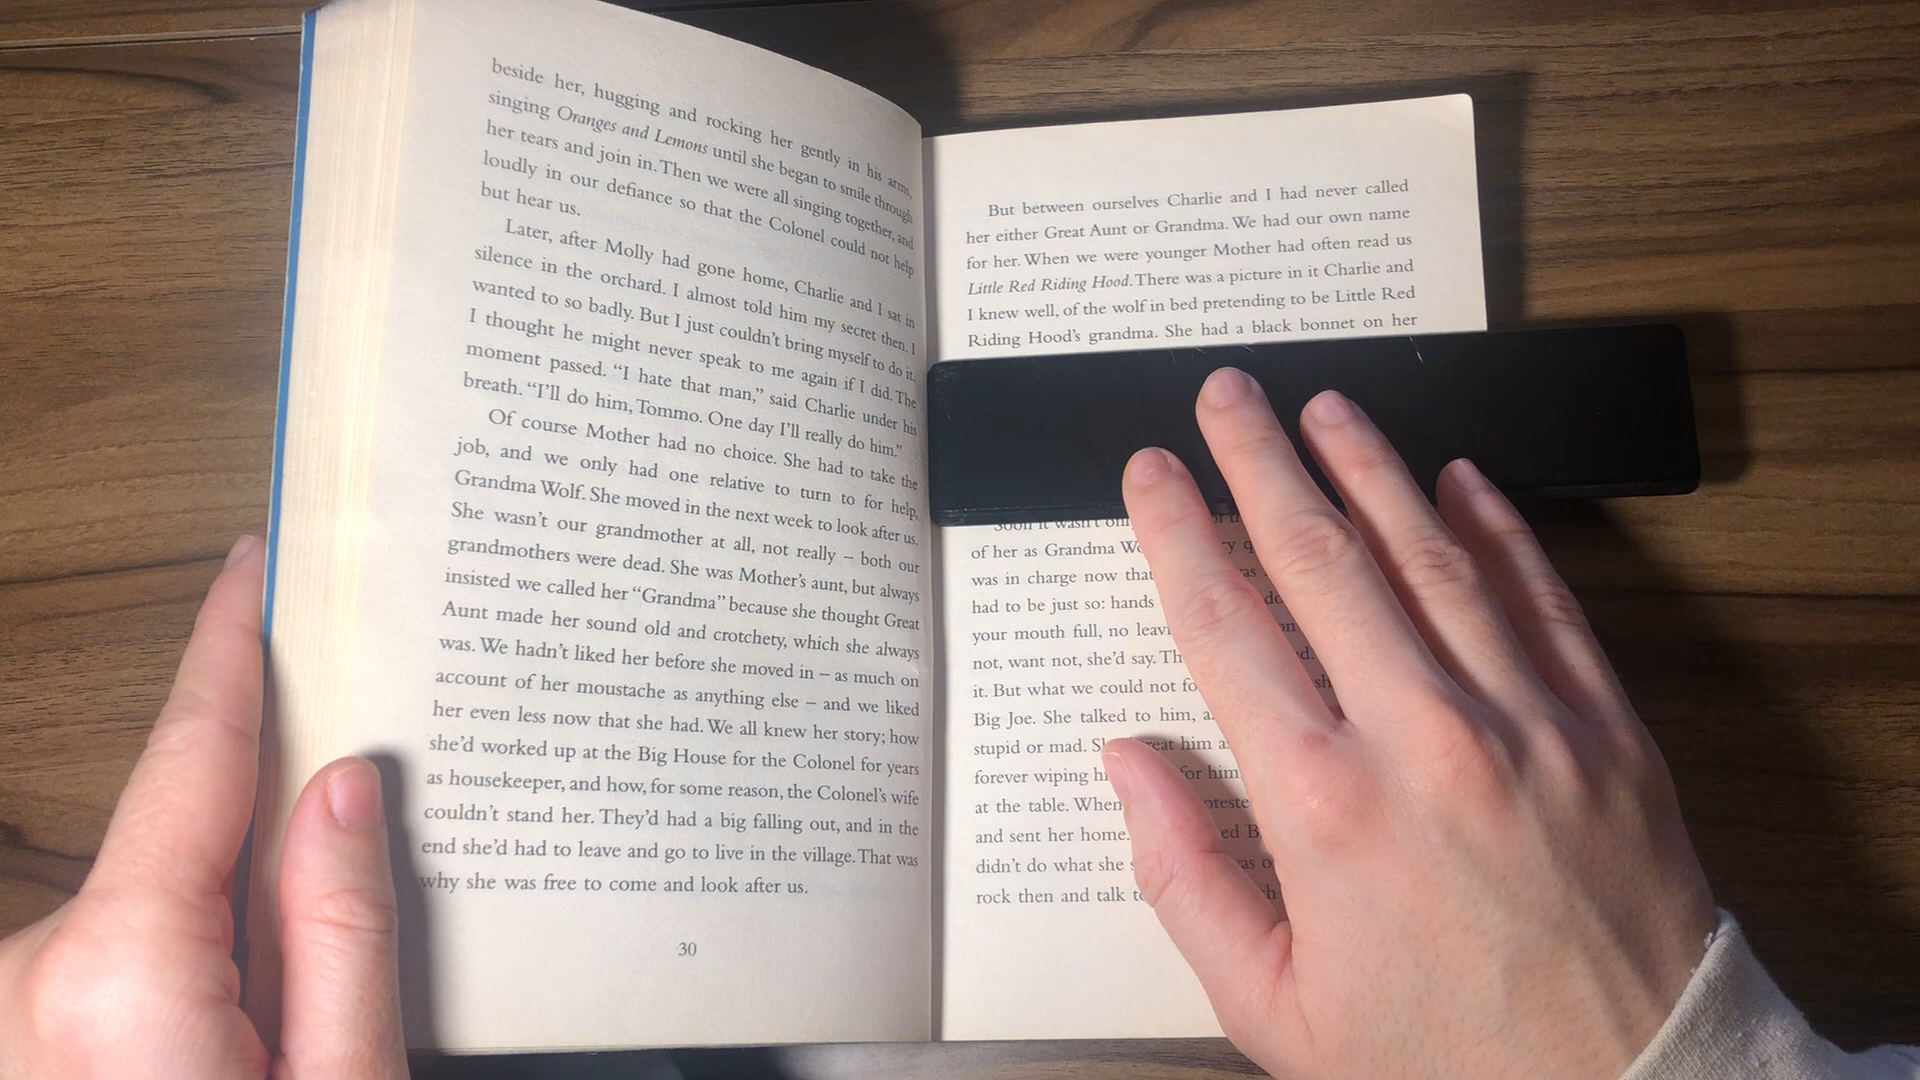 beside her, hugging and rocking her gently in his arms,
singing Oranges and Lemons until she began to smile through
her tears and join in. Then we were all singing together, and
loudly in our defiance so that the Colonel could not help
but hear us.
Later, after Molly had gone home, Charlie and I sat in
silence in the orchard. I almost told him my secret then. I
wanted to so badly. But I just couldn't bring myself to do it.
I thought he might never speak to me again if I did. The
moment passed. “I hate that man,” said Charlie under his
breath. “I'll do him, Tommo. One day I'll really do him.”
Of course Mother had no choice. She had to take the
job, and we only had one relative to turn to for help,
Grandma Wolf. She moved in the next week to look after us.
She wasn't our grandmother at all, not really – both our
grandmothers were dead. She was Mother's aunt, but always
insisted we called her “Grandma” because she thought Great
Aunt made her sound old and crotchety, which she always
was. We hadn't liked her before she moved in – as much on
account of her moustache as anything else – and we liked
her even less now that she had. We all knew her story; how
she'd worked up at the Big House for the Colonel for years
as housekeeper, and how, for some reason, the Colonel's wife
couldn't stand her. They'd had a big falling out, and in the
end she'd had to leave and go to live in the village. That was
why she was free to come and look after us.
30
But between ourselves Charlie and I had never called
her either Great Aunt or Grandma. We had our own name
for her. When we were younger Mother had often read us
Little Red Riding Hood. There was a picture in it Charlie and
I knew well, of the wolf in bed pretending to be Little Red
Riding Hood's grandma. She had a black bonnet on her
Soon it wasn't
of her as Grandma
was in charge now that
had to be just so: hands
your mouth full, no
not, want not, she'd say.
it. But what we could not
Big Joe. She talked to him,
stupid or mad. him
forever wiping for him
at the table. When
and sent her home.
didn't do what she
rock then and talk